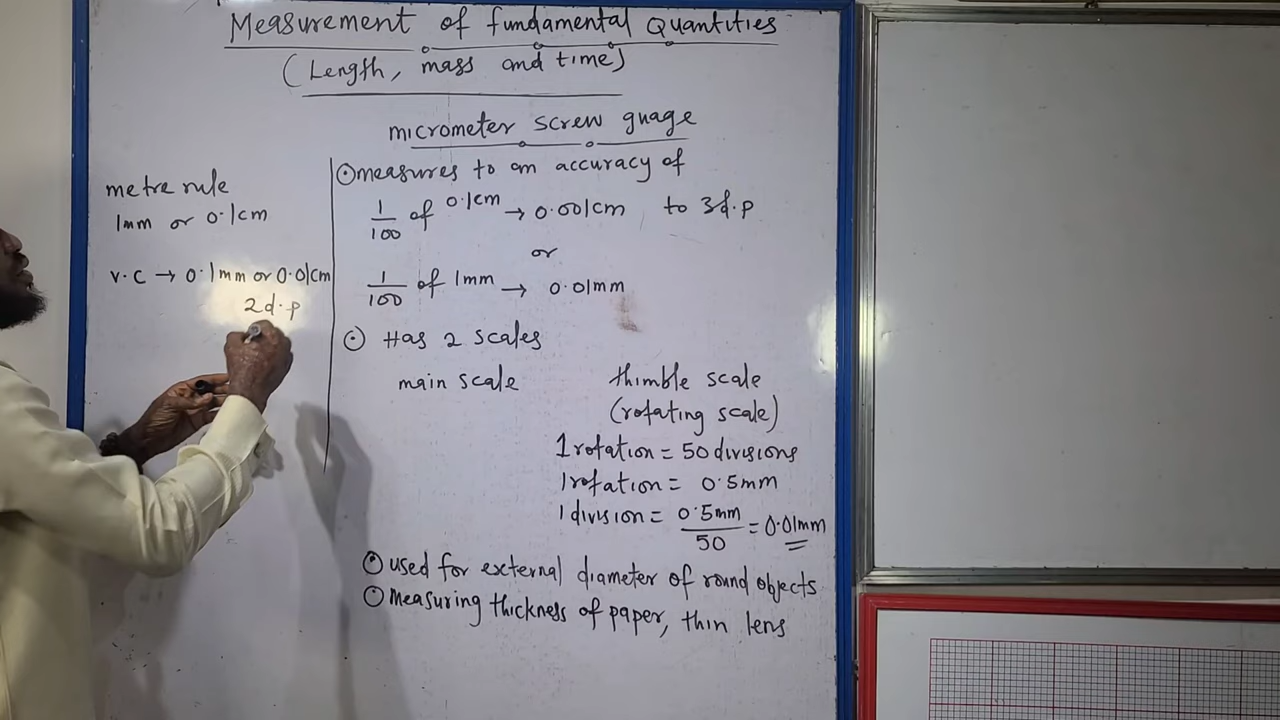 Measurement of fundamental Quantities
(Length, mass and time)
micrometer screw guage
metre rule
1mm or 0.1cm
v.c → 0.1mm or 0.01cm
2d.p
measures to an accuracy of
1/100 of 0.1cm → 0.001cm to 3d.p
or
1/100 of 1mm → 0.01mm
Has 2 scales
main scale
thimble scale
(rotating scale)
1 rotation = 50 divisions
1 rotation = 0.5mm
1 division = 0.5mm/50 = 0.01mm
used for external diameter of round objects
measuring thickness of paper, thin lens